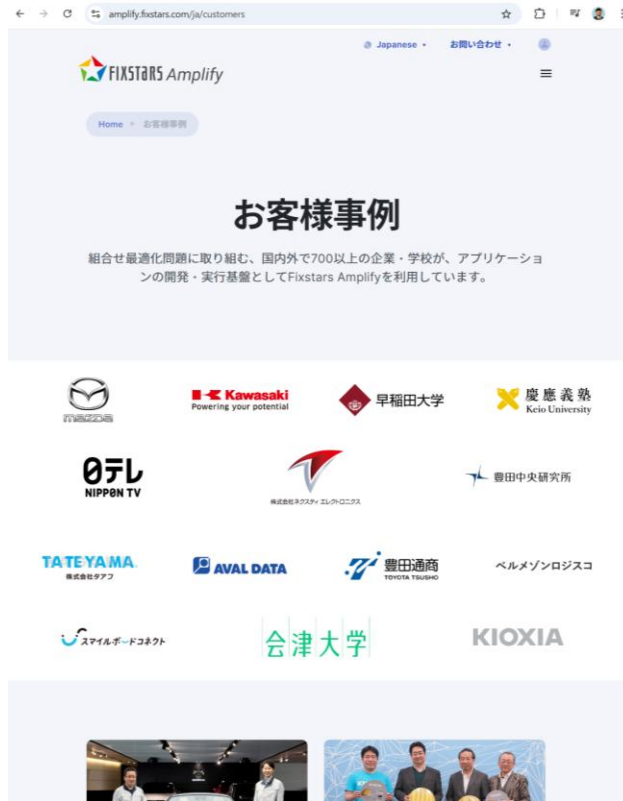 amplify.fixstars.com/ja/customers
Japanese
お問い合わせ
FIXSTARS Amplify
Home
お客様事例
お客様事例
組合せ最適化問題に取り組む、国内外で700以上の企業・学校が、アプリケーショ
ンの開発・実行基盤としてFixstars Amplifyを利用しています。
mazda
Kawasaki
Powering your potential
早稲田大学
慶應義塾
Keio University
日テレ
NIPPON TV
株式会社ネクスティ エレクトロニクス
豊田中央研究所
TATEYAMA
株式会社タアフ
AVAL DATA
豊田通商
TOYOTA TSUSHO
ベルメゾンロジスコ
スマイルボードコネクト
会津大学
KIOXIA